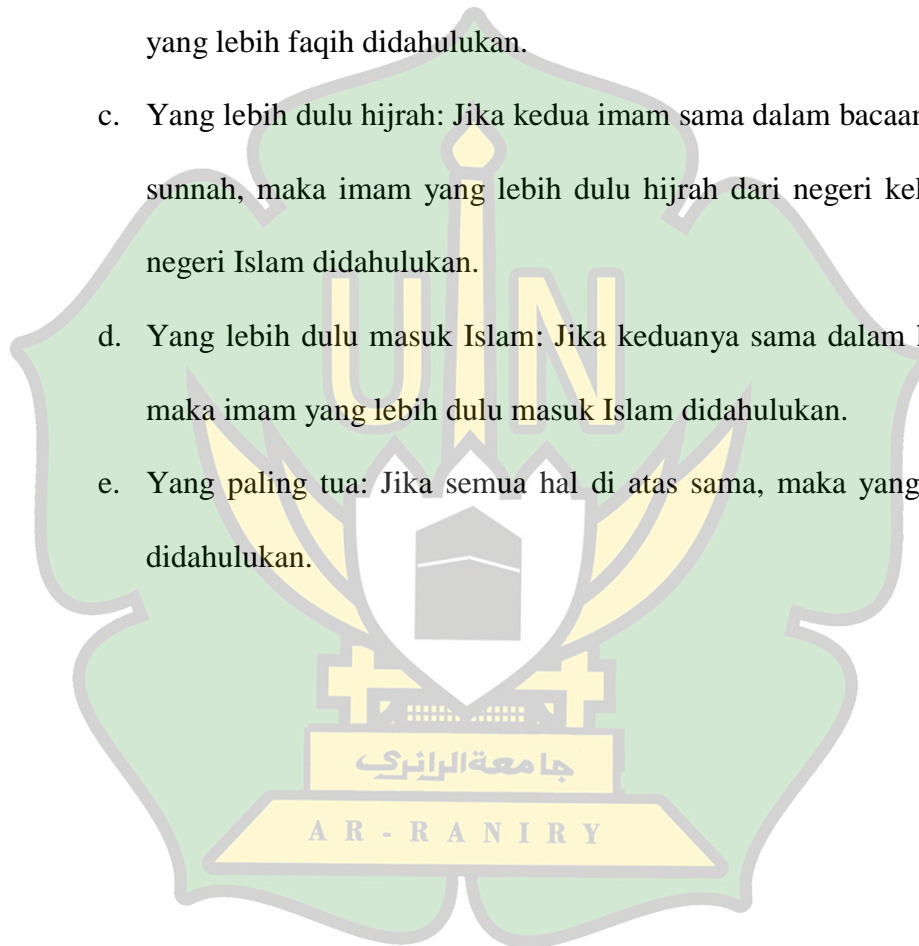 yang lebih faqih didahulukan.
c. Yang lebih dulu hijrah: Jika kedua imam sama dalam bacaan
sunnah, maka imam yang lebih dulu hijrah dari negeri
negeri Islam didahulukan.
d. Yang lebih dulu masuk Islam: Jika keduanya sama dalam
maka imam yang lebih dulu masuk Islam didahulukan.
e. Yang paling tua: Jika semua hal di atas sama, maka yang
didahulukan.
UIN
جامعةالرانري
AR-RANIRY